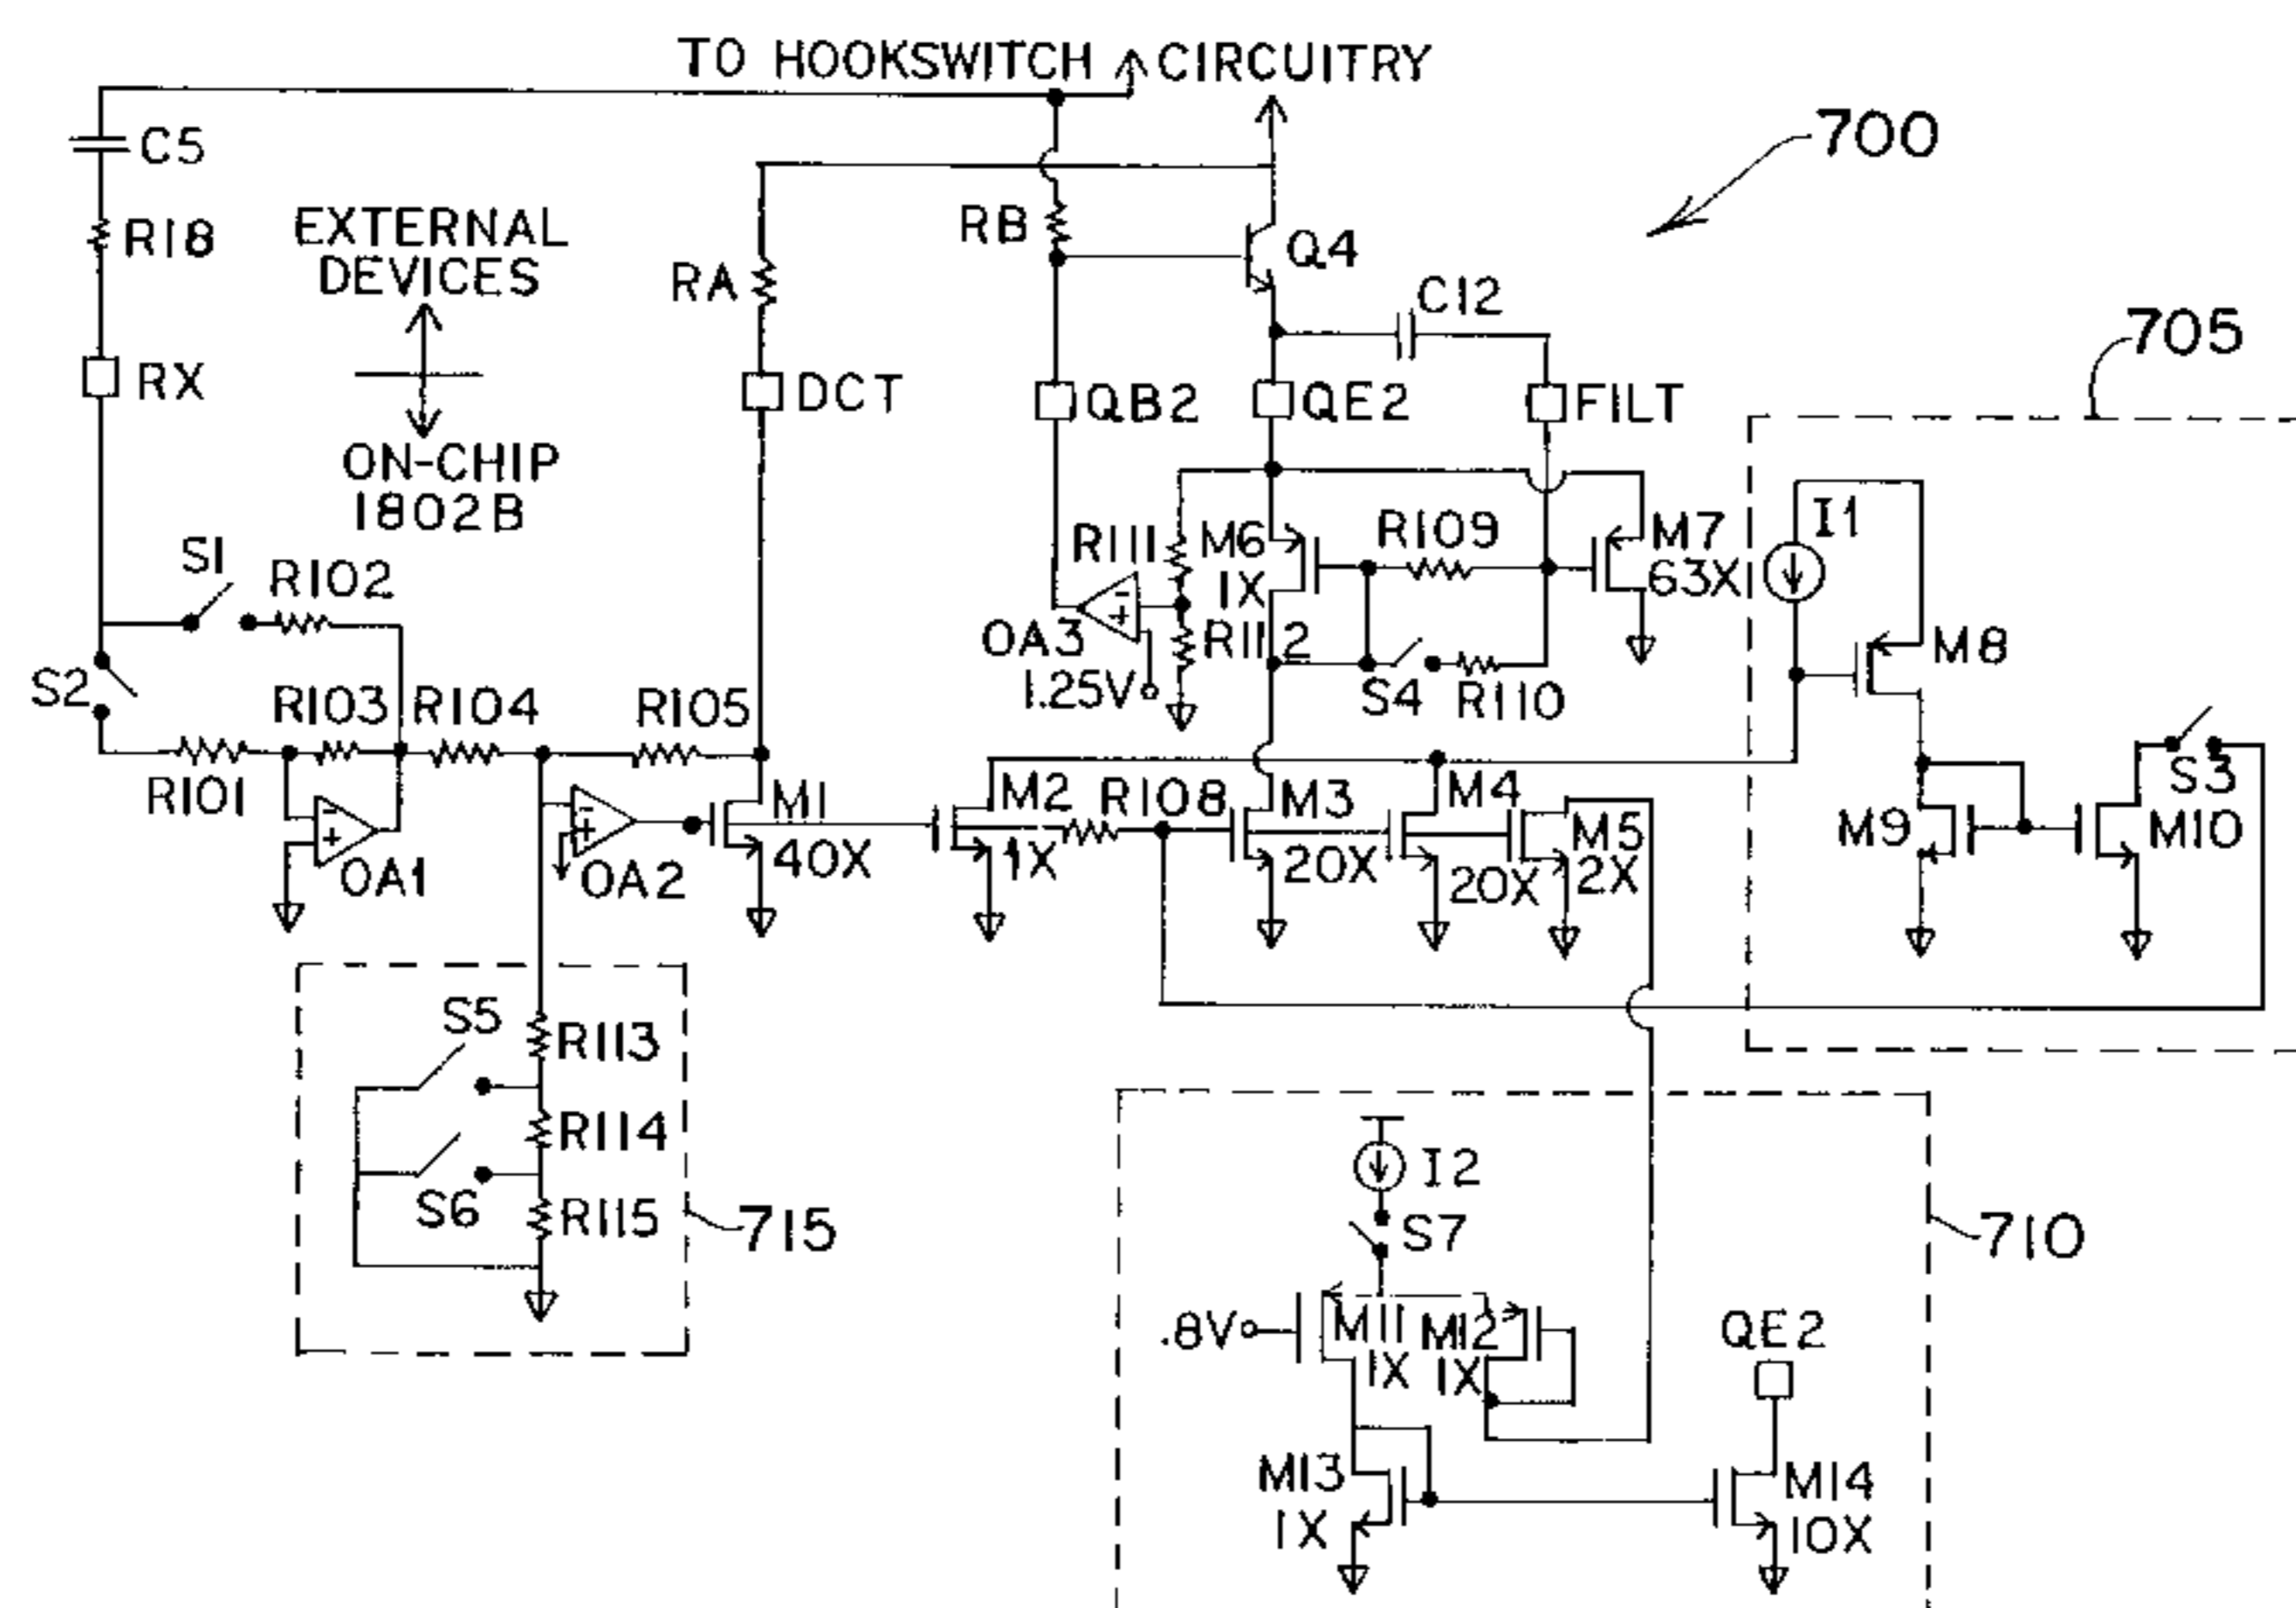 TO HOOKSWITCH CIRCUITRY
700
C5
R18
EXTERNAL
DEVICES
RB
Q4
RA
C12
705
RX
DCT
QB2
QE2
FILT
ON-CHIP
1802B
S1
R102
R111
M6
1X
R109
M7
63X
I1
OA3
R112
1.25V
S4
R110
M8
S2
R103
R104
R105
R101
OA1
OA2
M1
40X
M2
1X
R108
M3
20X
M4
20X
M5
2X
M9
M10
S3
S5
R113
R114
S6
R115
715
I2
S7
710
.8V
M11
1X
M12
1X
QE2
M13
1X
M14
10X